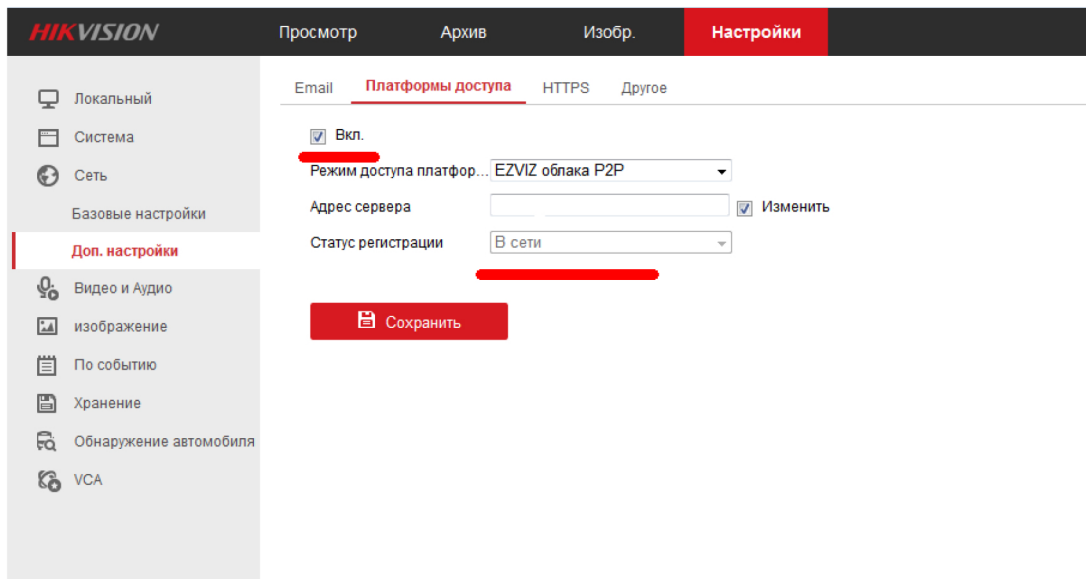 HIKVISION Просмотр Архив Изобр. Настройки
Email Платформы доступа HTTPS Другое
Локальный
Система
Сеть
Базовые настройки
Доп. настройки
Видео и Аудио
изображение
По событию
Хранение
Обнаружение автомобиля
VCA
Вкл.
Режим доступа платфор... EZVIZ облака P2P
Адрес сервера Изменить
Статус регистрации В сети
Сохранить